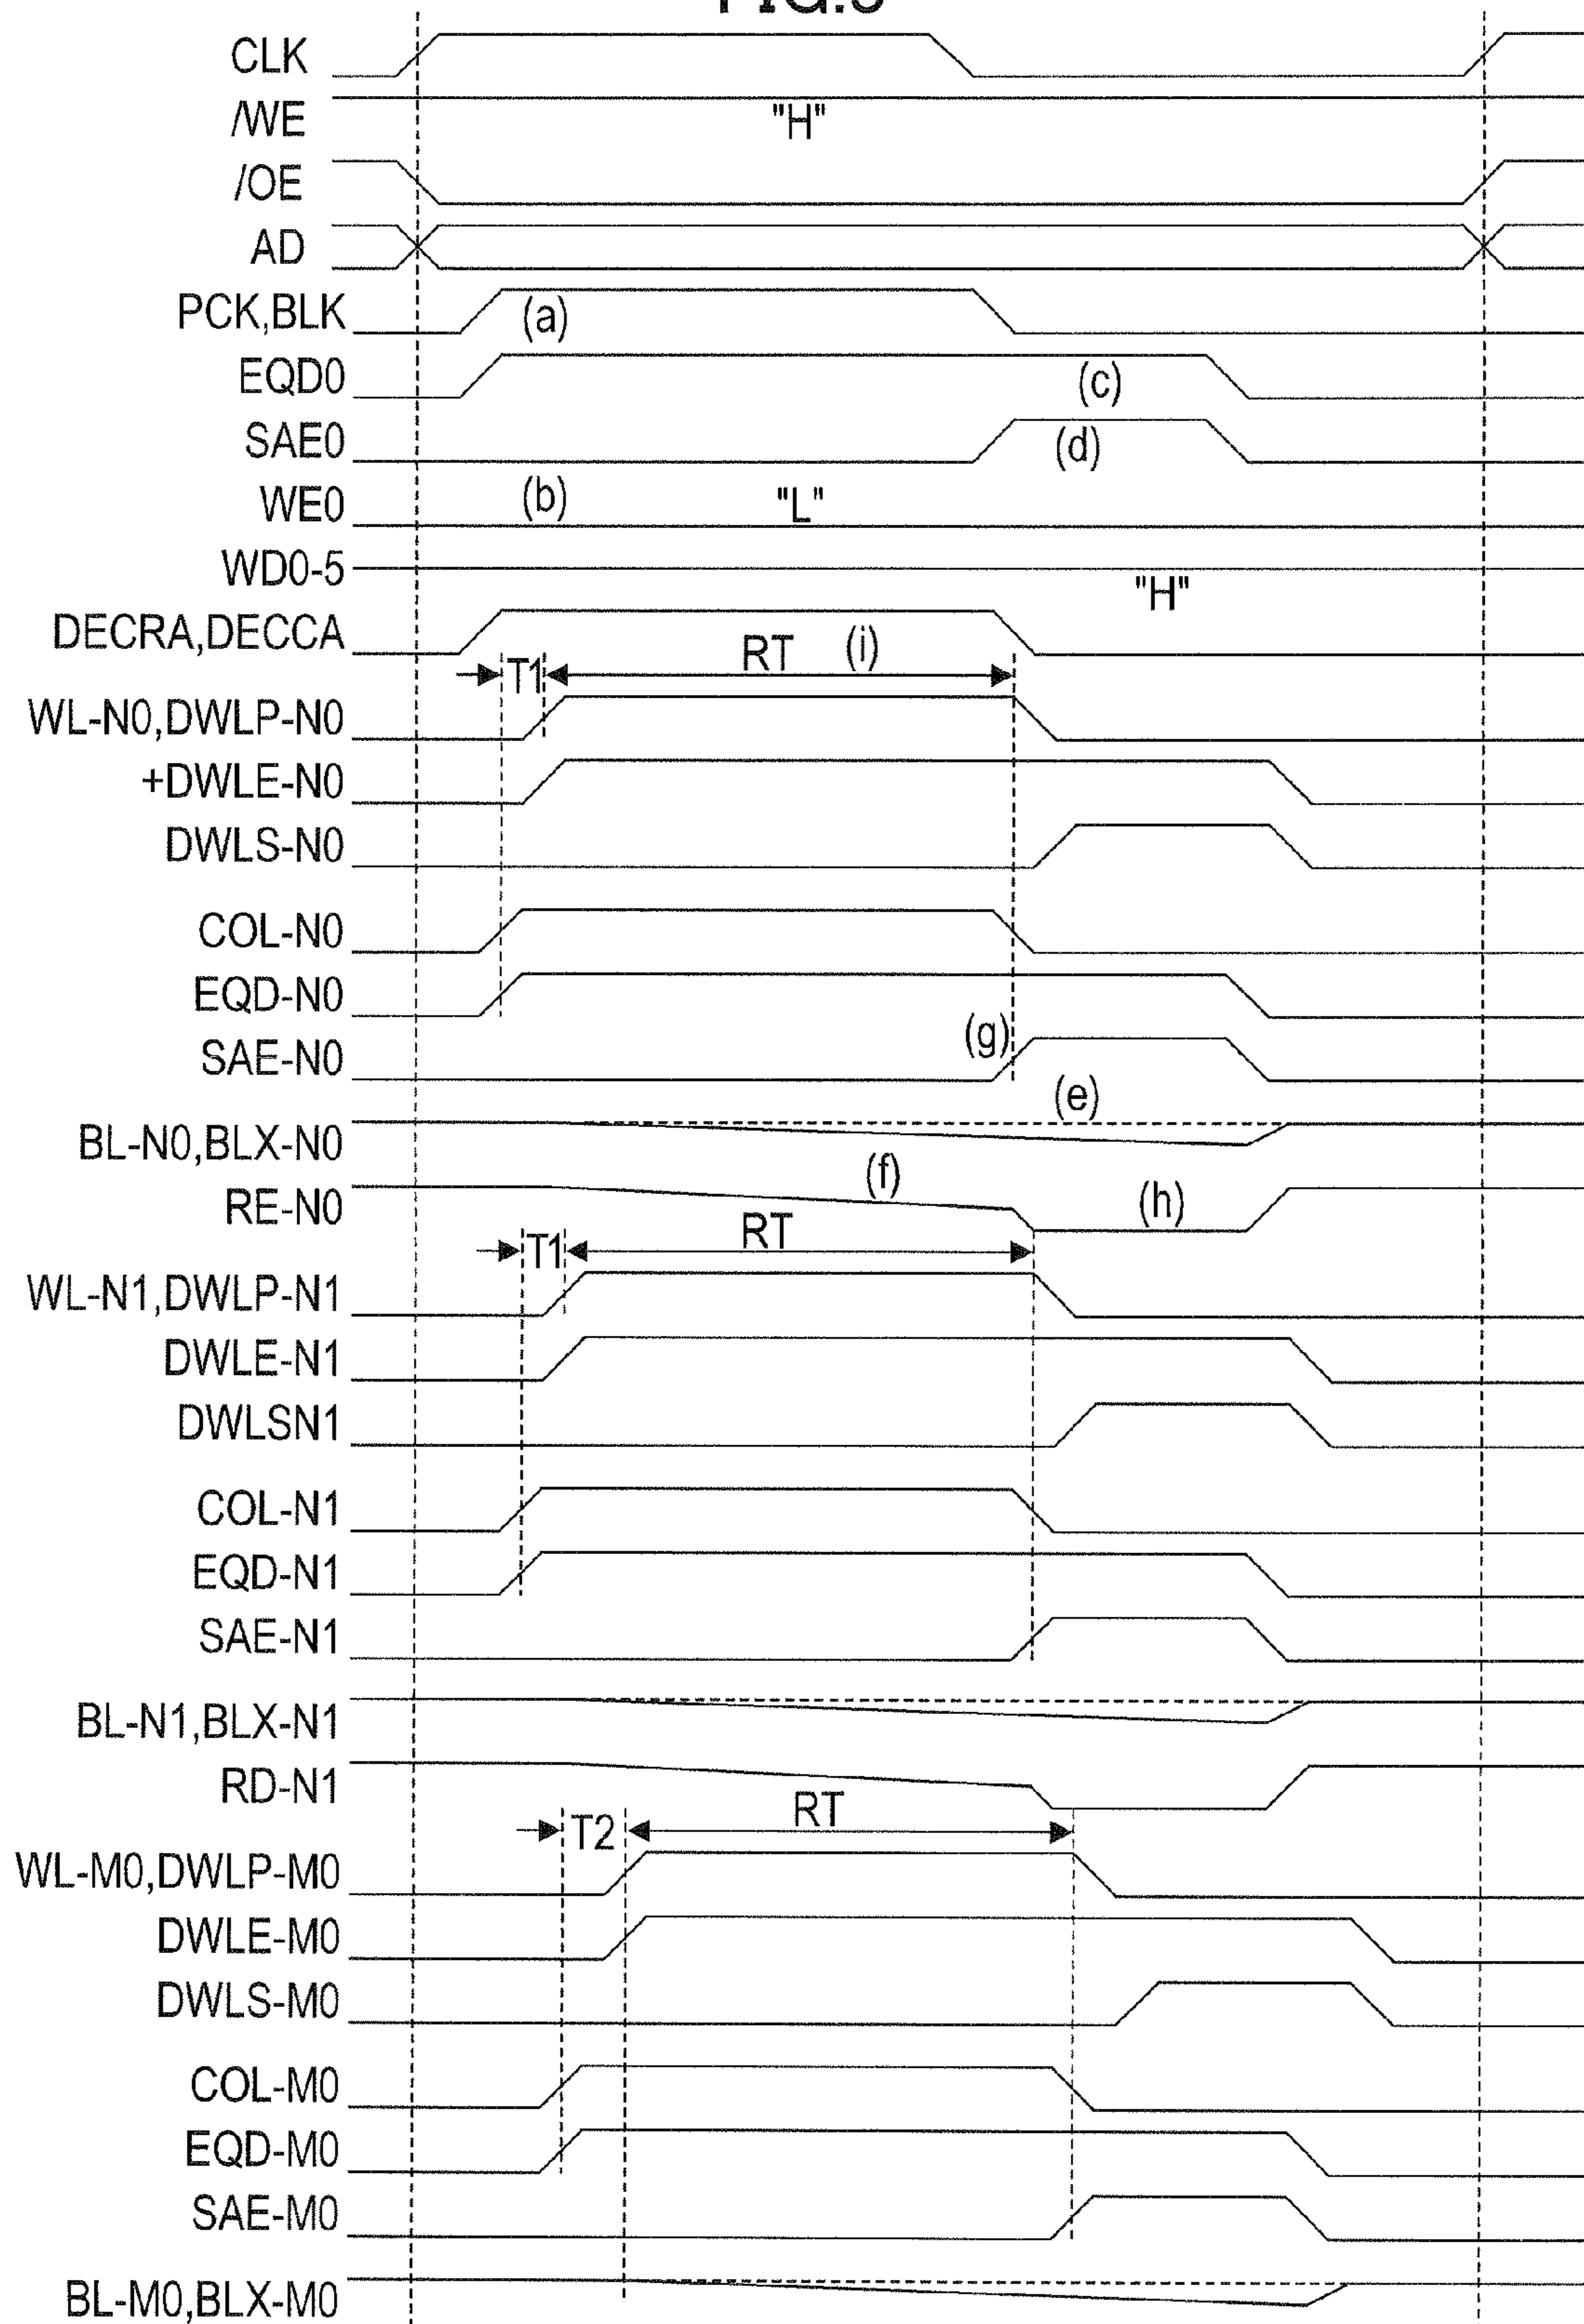 CLK
/WE "H"
/OE
AD
PCK,BLK (a)
EQD0 (c)
SAE0 (d)
WE0 (b) "L"
WD0-5 "H"
DECRA,DECCA
T1 RT (i)
WL-N0,DWLP-N0
+DWLE-N0
DWLS-N0
COL-N0
EQD-N0
SAE-N0 (g)
(e)
BL-N0,BLX-N0
RE-N0 (f) (h)
T1 RT
WL-N1,DWLP-N1
DWLE-N1
DWLSN1
COL-N1
EQD-N1
SAE-N1
BL-N1,BLX-N1
RD-N1
T2 RT
WL-M0,DWLP-M0
DWLE-M0
DWLS-M0
COL-M0
EQD-M0
SAE-M0
BL-M0,BLX-M0